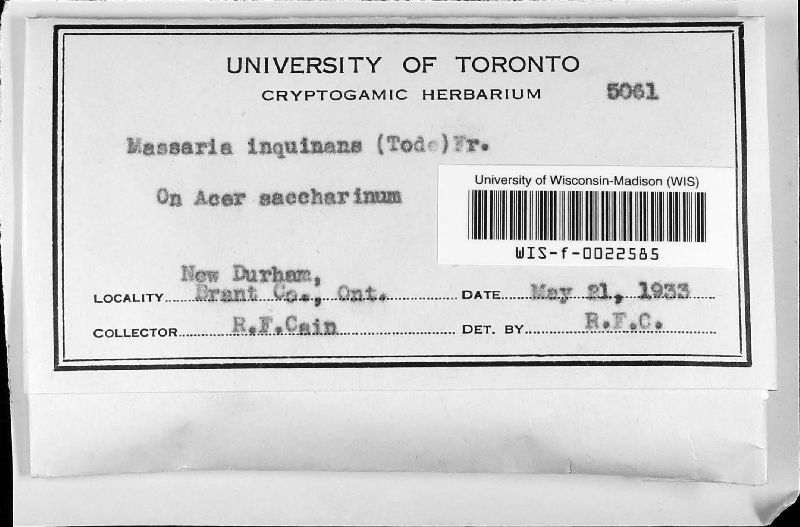 UNIVERSITY OF TORONTO
CRYPTOGAMIC HERBARIUM 5061
Massaria inquinans (Tode)Fr.
On Acer saccharinum
University of Wisconsin-Madison (WIS)
WIS-f-0022585
New Durham,
LOCALITY Brant Co., Ont. DATE May 21, 1933
COLLECTOR R.F.Cain DET. BY R.F.C.